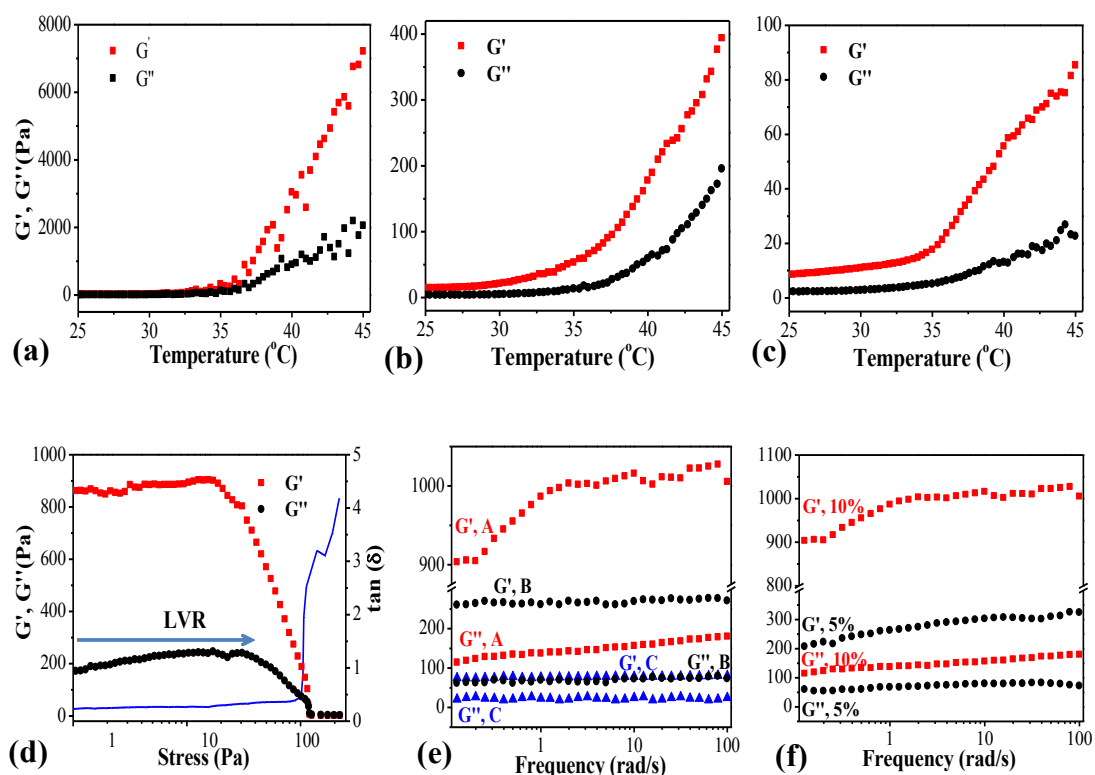 8000
6000
4000
2000
0
G', G''(Pa)
G'
G''
25 30 35 40 45
(a) Temperature (°C)
400
300
200
100
0
G'
G''
25 30 35 40 45
(b) Temperature (°C)
100
80
60
40
20
0
G'
G''
25 30 35 40 45
(c) Temperature (°C)
1000
800
600
400
200
0
G', G''(Pa)
5
4
3
2
1
0
tan (δ)
G'
G''
LVR
1 10 100
(d) Stress (Pa)
1000
900
200
100
0
G', A
G', B
G'', A
G', C
G'', B
G'', C
1 10 100
(e) Frequency (rad/s)
1100
1000
900
800
300
200
100
0
G', 10%
G', 5%
G'', 10%
G'', 5%
1 10 100
(f) Frequency (rad/s)